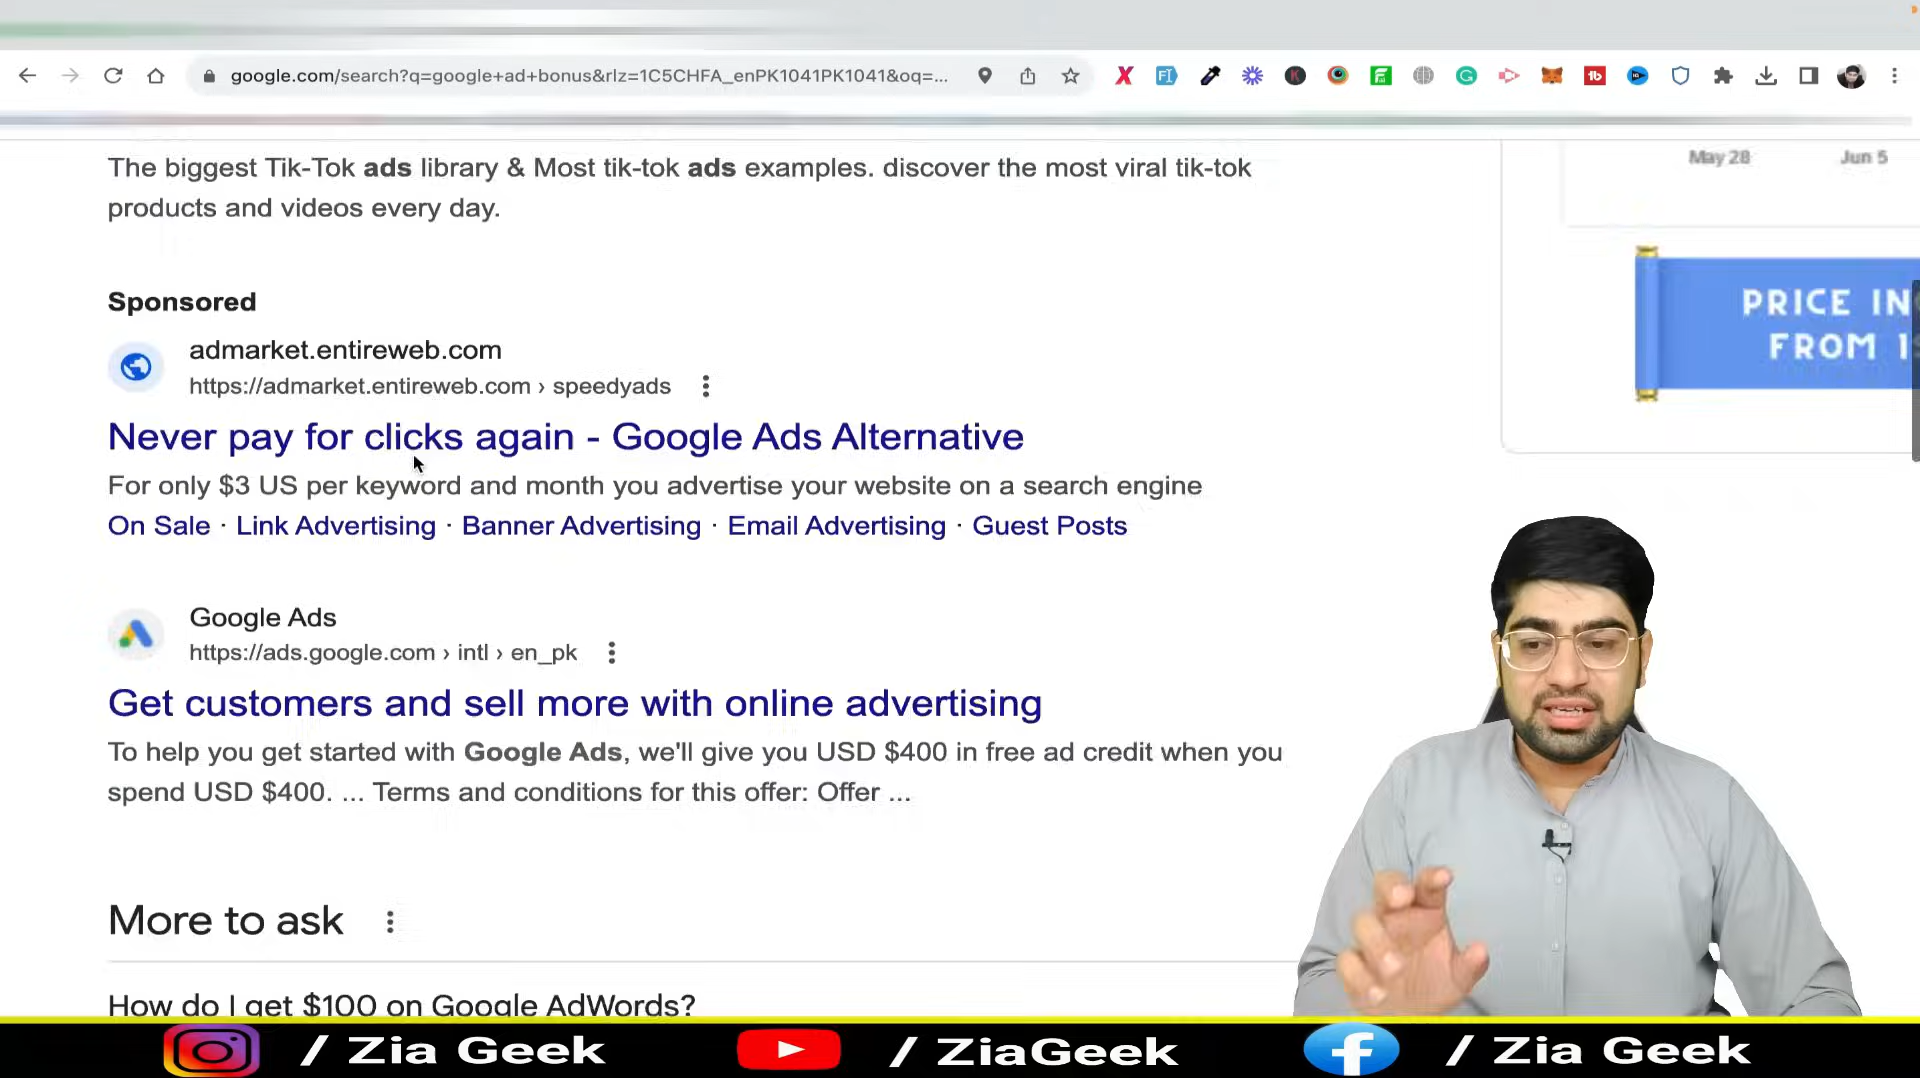 google.com/search?q=google+ad+bonus&rlz=1C5CHFA_enPK1041PK1041&oq=...
The biggest Tik-Tok ads library & Most tik-tok ads examples. discover the most viral tik-tok
products and videos every day.
May 28 Jun 5
PRICE IN
FROM 1
Sponsored
admarket.entireweb.com
https://admarket.entireweb.com › speedyads
Never pay for clicks again - Google Ads Alternative
For only $3 US per keyword and month you advertise your website on a search engine
On Sale · Link Advertising · Banner Advertising · Email Advertising · Guest Posts
Google Ads
https://ads.google.com › intl › en_pk
Get customers and sell more with online advertising
To help you get started with Google Ads, we'll give you USD $400 in free ad credit when you
spend USD $400. ... Terms and conditions for this offer: Offer ...
More to ask
How do I get $100 on Google AdWords?
/ Zia Geek / ZiaGeek / Zia Geek